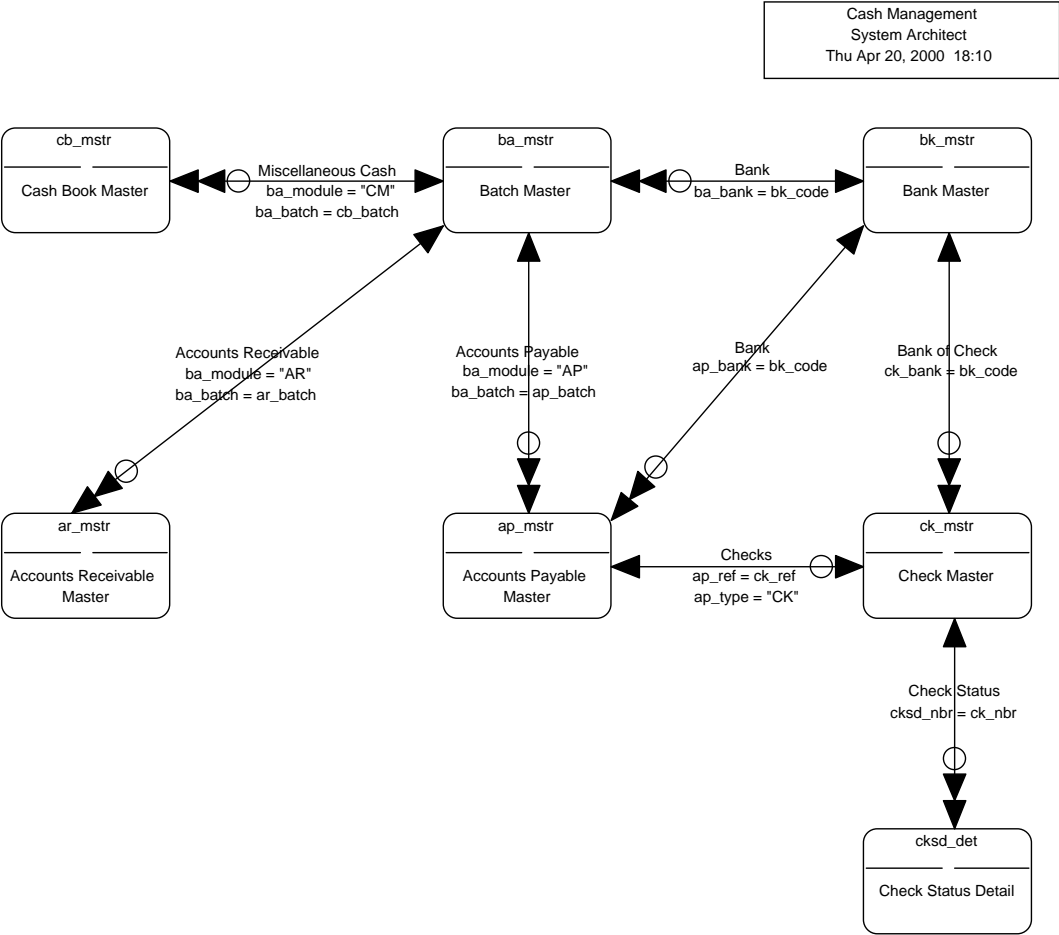 Cash Management
System Architect
Thu Apr 20, 2000  18:10
cb_mstr
Cash Book Master
Miscellaneous Cash
ba_module = "CM"
ba_batch = cb_batch
ba_mstr
Batch Master
Bank
ba_bank = bk_code
bk_mstr
Bank Master
Accounts Receivable
ba_module = "AR"
ba_batch = ar_batch
Accounts Payable
ba_module = "AP"
ba_batch = ap_batch
Bank
ap_bank = bk_code
Bank of Check
ck_bank = bk_code
ar_mstr
Accounts Receivable
Master
ap_mstr
Accounts Payable
Master
Checks
ap_ref = ck_ref
ap_type = "CK"
ck_mstr
Check Master
Check Status
cksd_nbr = ck_nbr
cksd_det
Check Status Detail